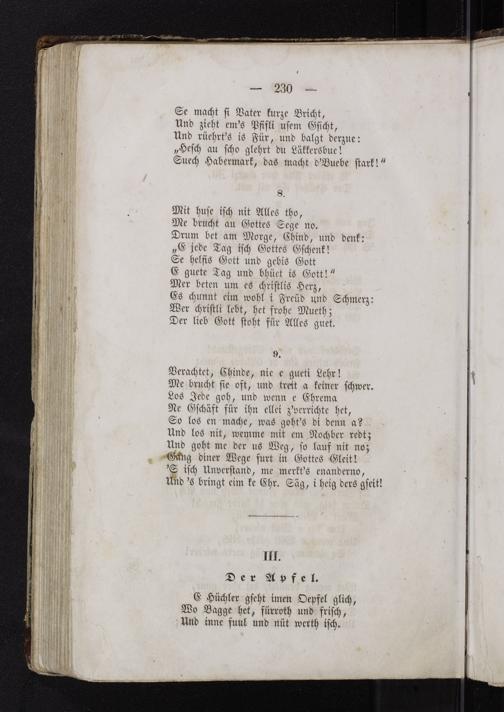 — 230 —
Se macht si Vater kurze Bricht,
Und zieht em's Pfifli usem Gsicht,
Und rüehrt's is Für, und balgt derzue:
„Hesch au scho glehrt du Läkkersbue!
Suech Habermark, das macht d'Buebe stark!“
8.
Mit huse isch nit Alles tho,
Me brucht au Gottes Sege no.
Drum bet am Morge, Chind, und denk:
„E jede Tag isch Gottes Gschenk!
Se helfis Gott und gebis Gott
E guete Tag und bhüet is Gott!“
Mer beten um es christlis Herz,
Es chunnt eim wohl i Freüd und Schmerz:
Wer christli lebt, het frohe Mueth;
Der lieb Gott stoht für Alles guet.
9.
Verachtet, Chinde, nie e gueti Lehr!
Me brucht sie oft, und treit a keiner schwer.
Los Jede goh, und wenn e Chrema
Ne Gschäft für ihn ellei z'verrichte het,
So los en mache, was goht's di denn a?
Und los nit, wemme mit em Nochber redt;
Und goht me der us Weg, so lauf nit no;
Gang diner Wege furt in Gottes Gleit!
'S isch Unverstand, me merkt's enanderno,
Und 's bringt eim ke Ehr. Säg, i heig ders gseit!
III.
Der Apfel.
E Hüchler gseht imen Oepfel glich,
Wo Bagge het, fürroth und frisch,
Und inne fuul und nüt werth isch.